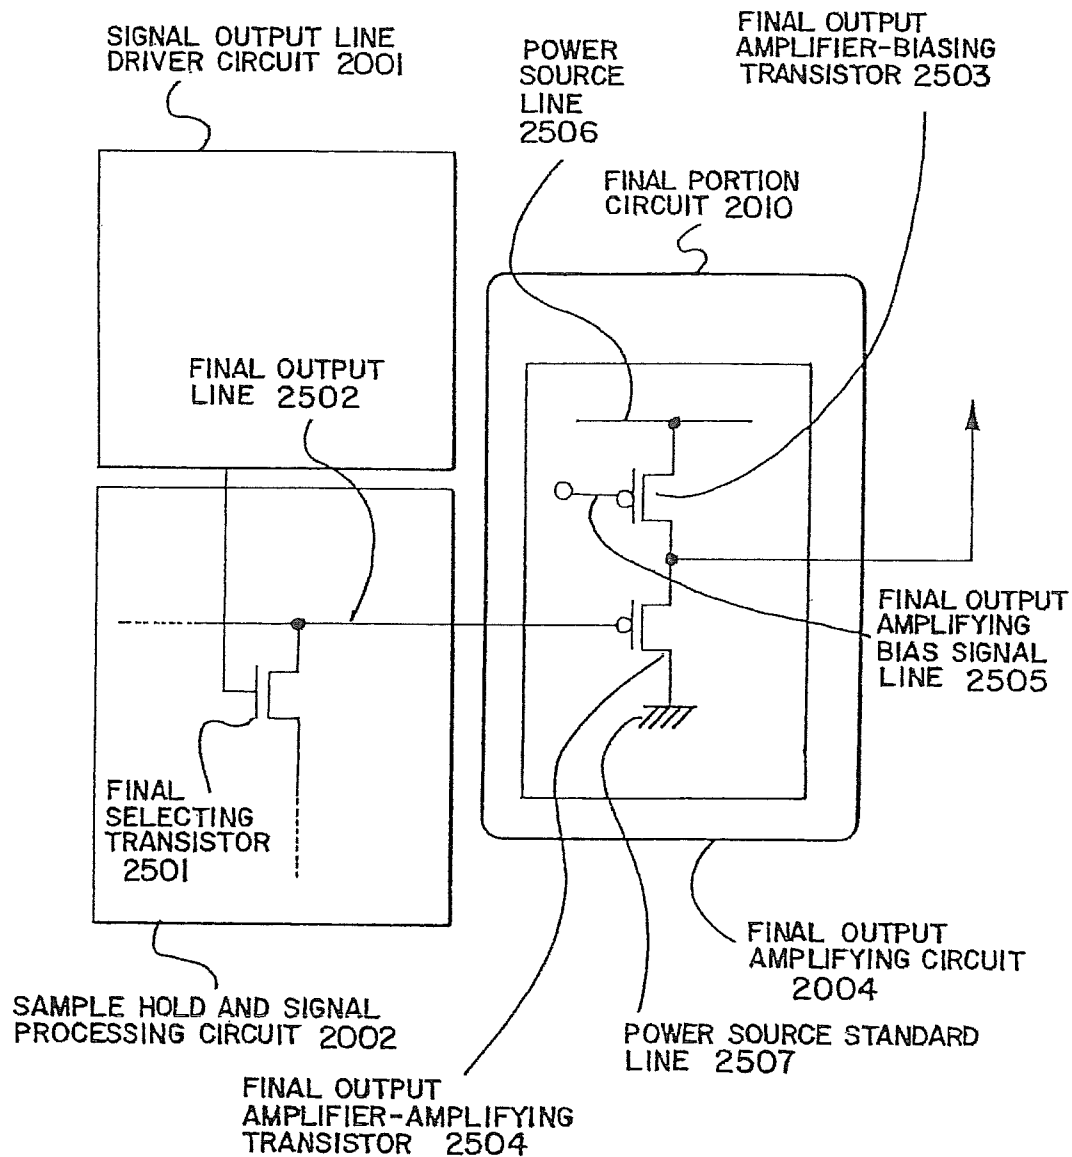 SIGNAL OUTPUT LINE
DRIVER CIRCUIT 2001
POWER
SOURCE
LINE
2506
FINAL OUTPUT
AMPLIFIER-BIASING
TRANSISTOR 2503
FINAL PORTION
CIRCUIT 2010
FINAL OUTPUT
LINE 2502
FINAL OUTPUT
AMPLIFYING
BIAS SIGNAL
LINE 2505
FINAL
SELECTING
TRANSISTOR
2501
FINAL OUTPUT
AMPLIFYING CIRCUIT
2004
SAMPLE HOLD AND SIGNAL
PROCESSING CIRCUIT 2002
POWER SOURCE STANDARD
LINE 2507
FINAL OUTPUT
AMPLIFIER-AMPLIFYING
TRANSISTOR 2504